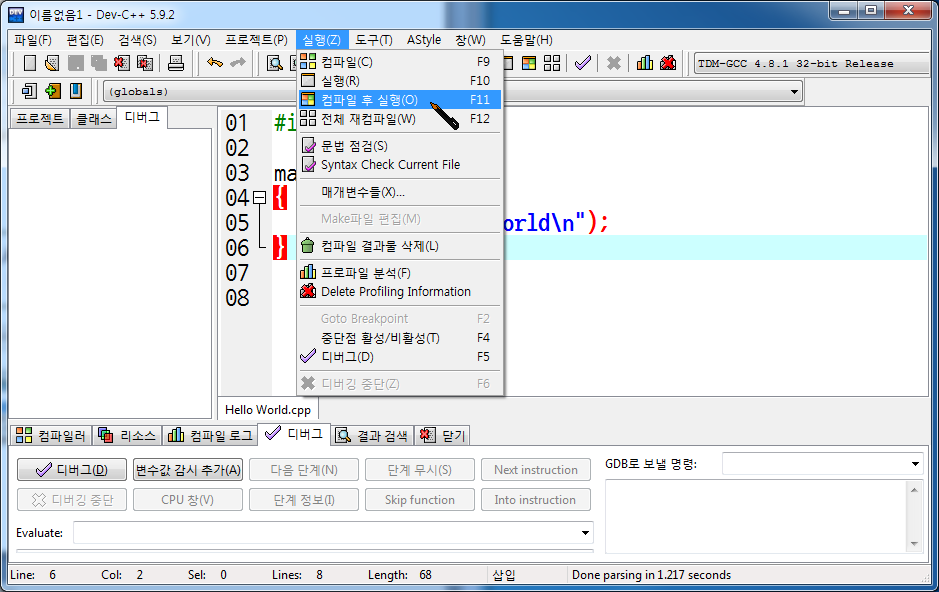 이름없음1 - Dev-C++ 5.9.2
파일(F) 편집(E) 검색(S) 보기(V) 프로젝트(P) 실행(Z) 도구(T) AStyle 창(W) 도움말(H)
TDM-GCC 4.8.1 32-bit Release
(globals)
프로젝트 클래스 디버그
컴파일(C) F9
실행(R) F10
컴파일 후 실행(O) F11
전체 재컴파일(W) F12
문법 점검(S)
Syntax Check Current File
매개변수들(X)...
Make파일 편집(M)
컴파일 결과물 삭제(L)
프로파일 분석(F)
Delete Profiling Information
Goto Breakpoint F2
중단점 활성/비활성(T) F4
디버그(D) F5
디버깅 중단(Z) F6
01 #i
02
03 ma
04 {
05 orld\n");
06 }
07
08
Hello World.cpp
컴파일러 리소스 컴파일 로그 디버그 결과 검색 닫기
디버그(D) 변수값 감시 추가(A) 다음 단계(N) 단계 무시(S) Next instruction
디버깅 중단 CPU 창(V) 단계 정보(I) Skip function Into instruction
GDB로 보낼 명령:
Evaluate:
Line: 6 Col: 2 Sel: 0 Lines: 8 Length: 68 삽입 Done parsing in 1.217 seconds